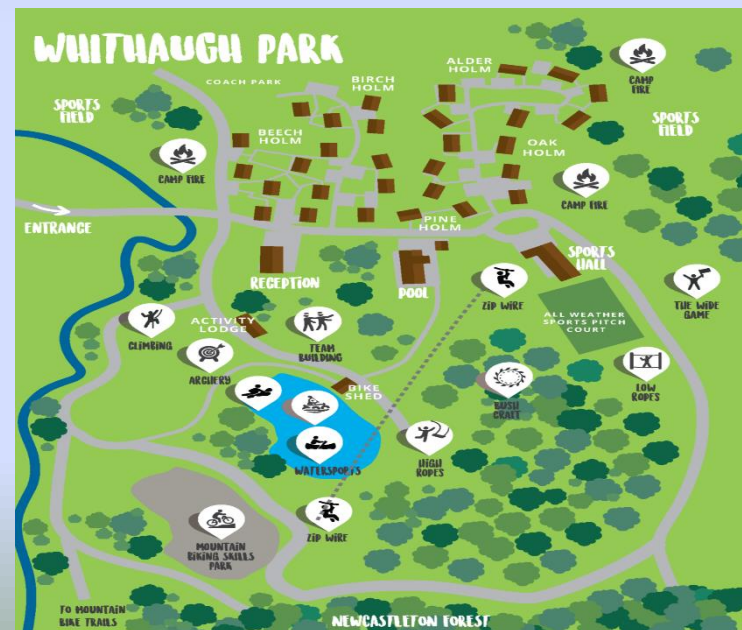 WHITHAUGH PARK
COACH PARK
BIRCH
HOLM
ALDER
HOLM
CAMP
FIRE
SPORTS
FIELD
SPORTS
FIELD
BEECH
HOLM
OAK
HOLM
CAMP FIRE
CAMP FIRE
ENTRANCE
PINE
HOLM
SPORTS
HALL
RECEPTION
POOL
ZIP WIRE
THE WIDE
GAME
ALL WEATHER
SPORTS PITCH
COURT
ACTIVITY
LODGE
CLIMBING
TEAM
BUILDING
ARCHERY
BIKE
SHED
BUSH
CRAFT
LOW
ROPES
WATERSPORTS
HIGH
ROPES
ZIP WIRE
MOUNTAIN
BIKING SKILLS
PARK
TO MOUNTAIN
BIKE TRAILS
NEWCASTLETON FOREST